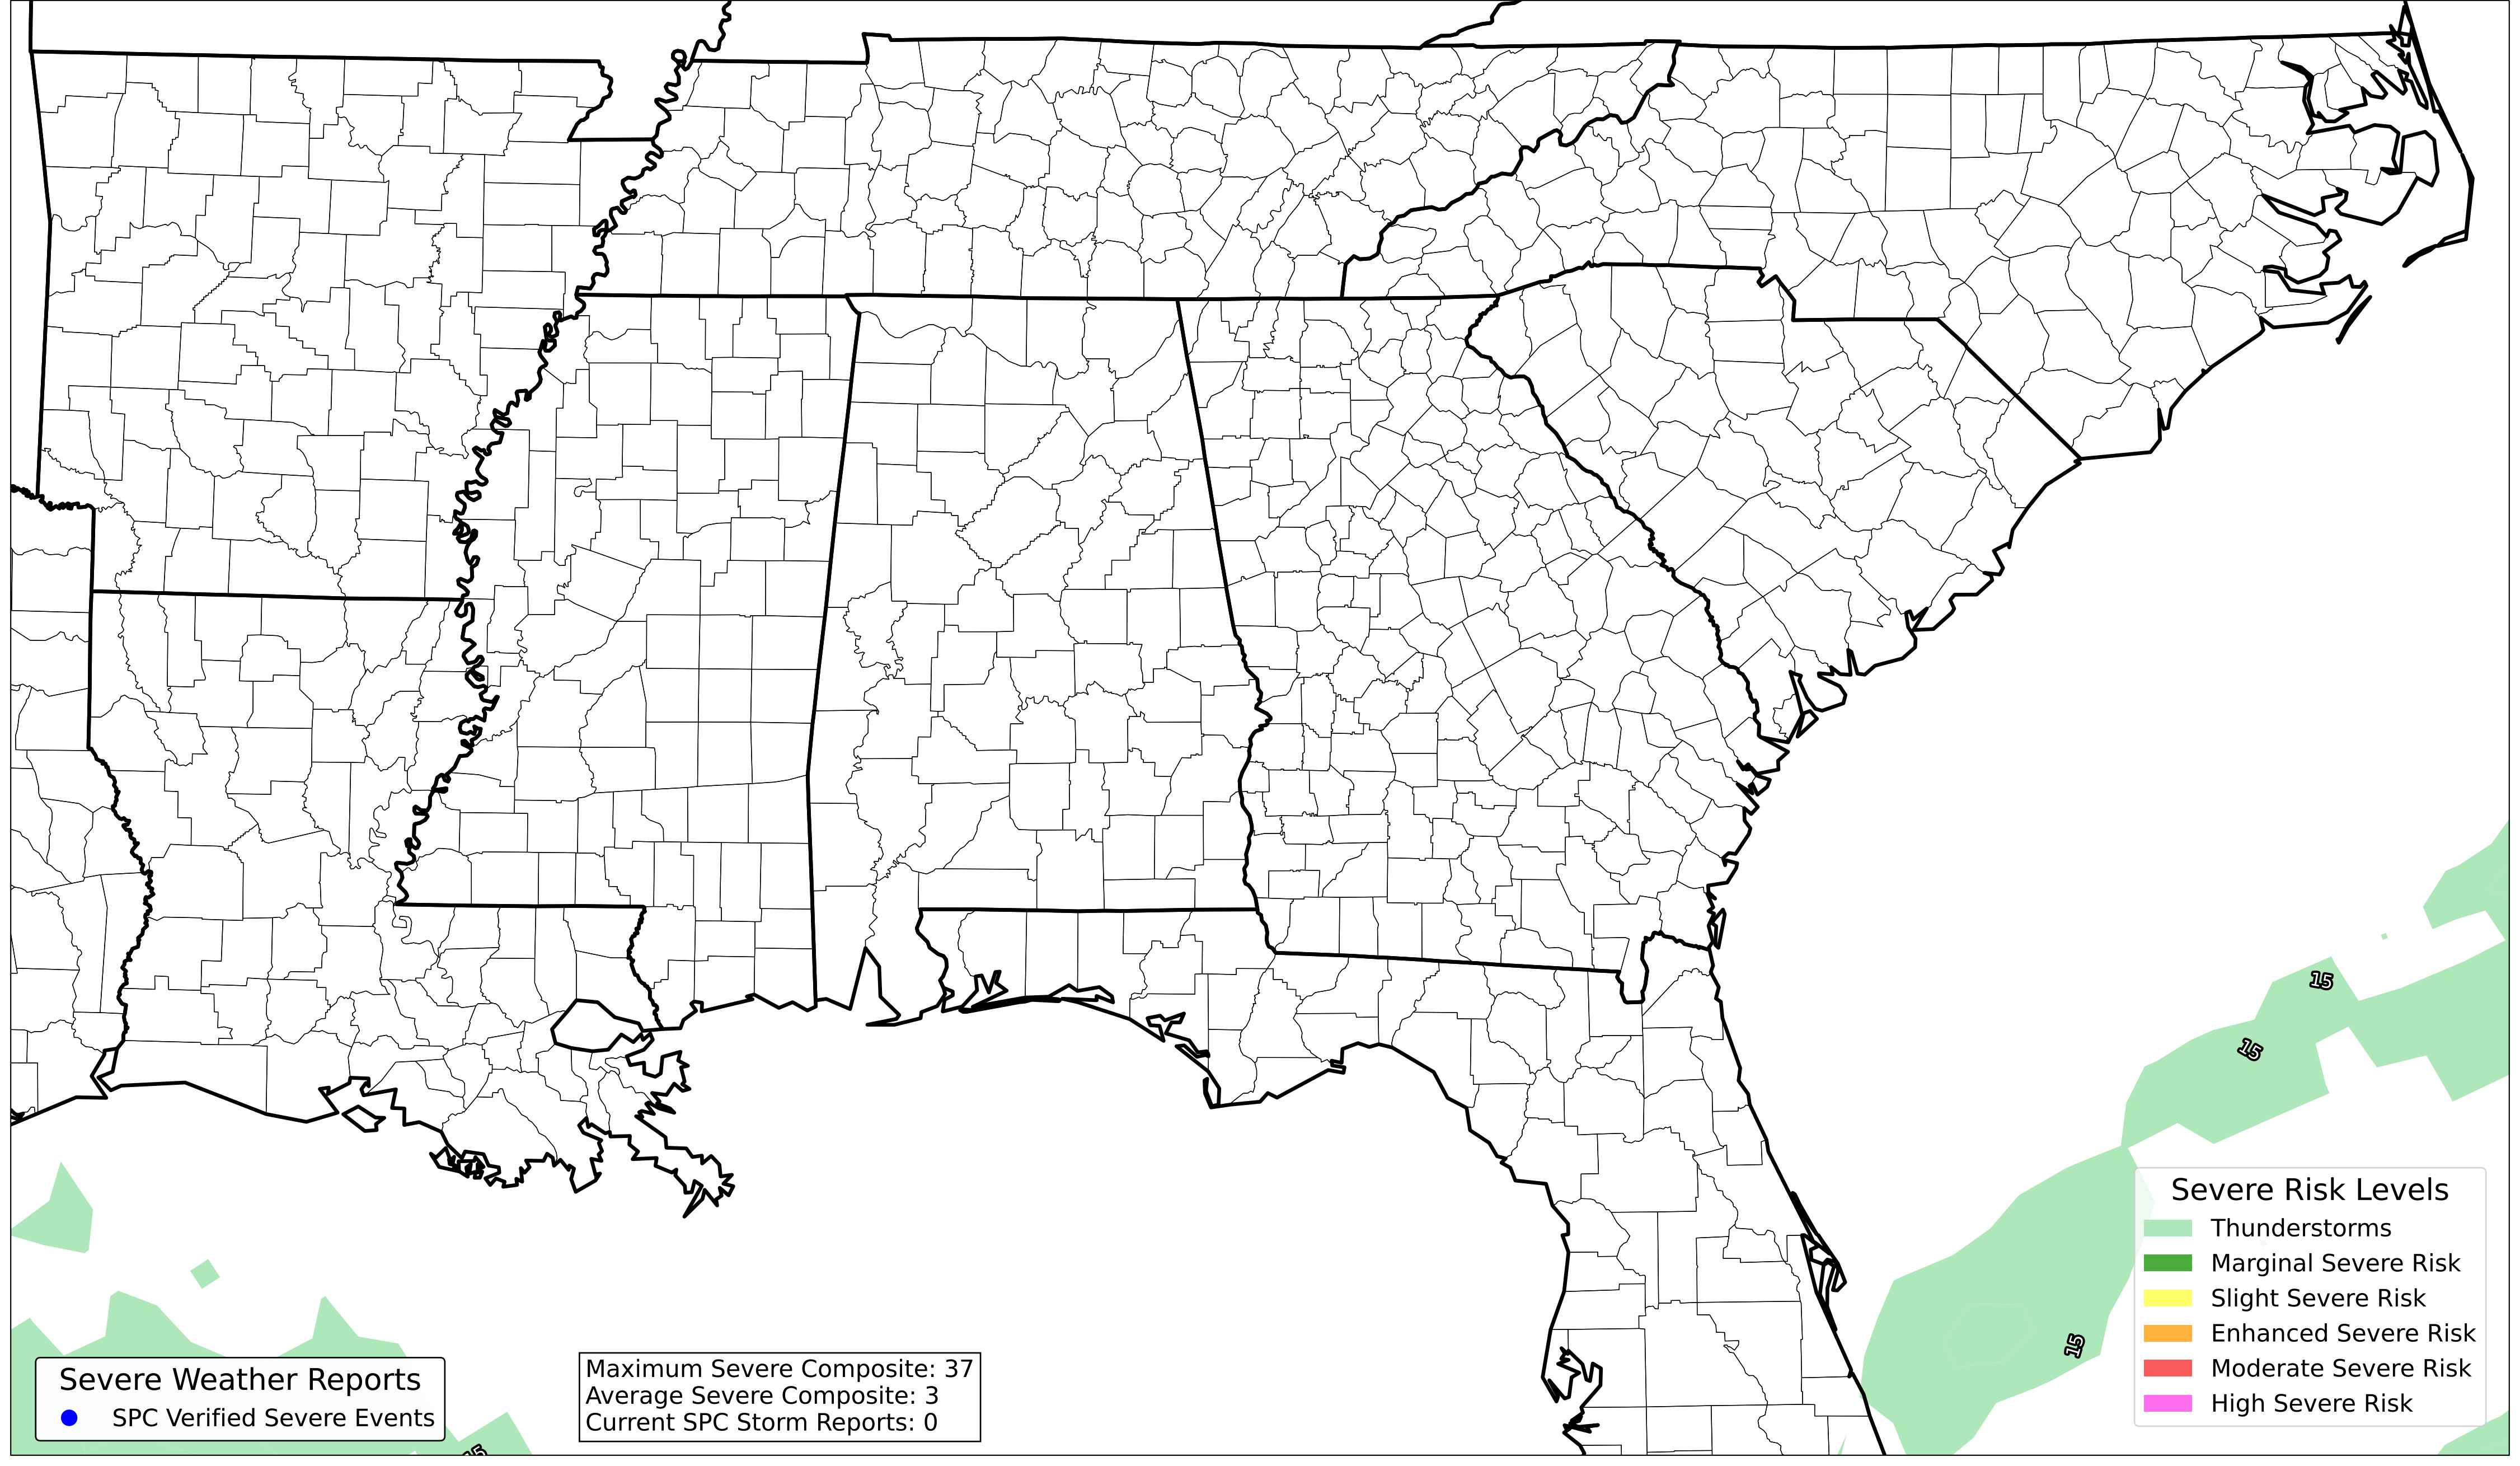 15
15
15
15
Severe Risk Levels
Thunderstorms
Marginal Severe Risk
Slight Severe Risk
Enhanced Severe Risk
Moderate Severe Risk
High Severe Risk
Severe Weather Reports
SPC Verified Severe Events
Maximum Severe Composite: 37
Average Severe Composite: 3
Current SPC Storm Reports: 0